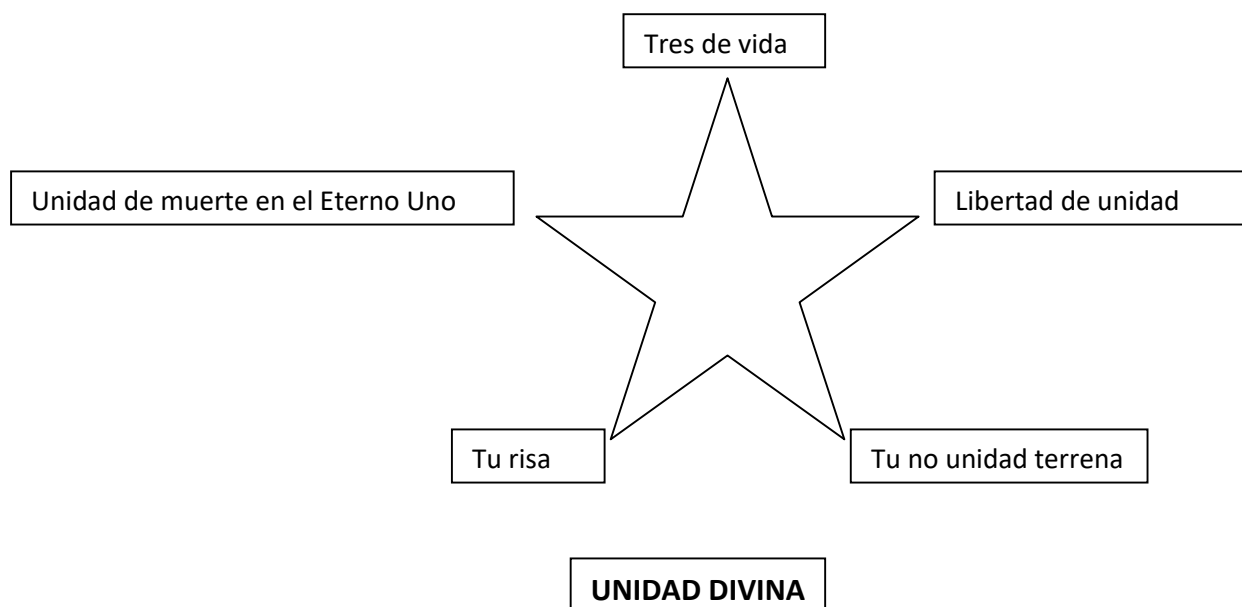 Tres de vida
Unidad de muerte en el Eterno Uno
Libertad de unidad
Tu risa
Tu no unidad terrena
UNIDAD DIVINA